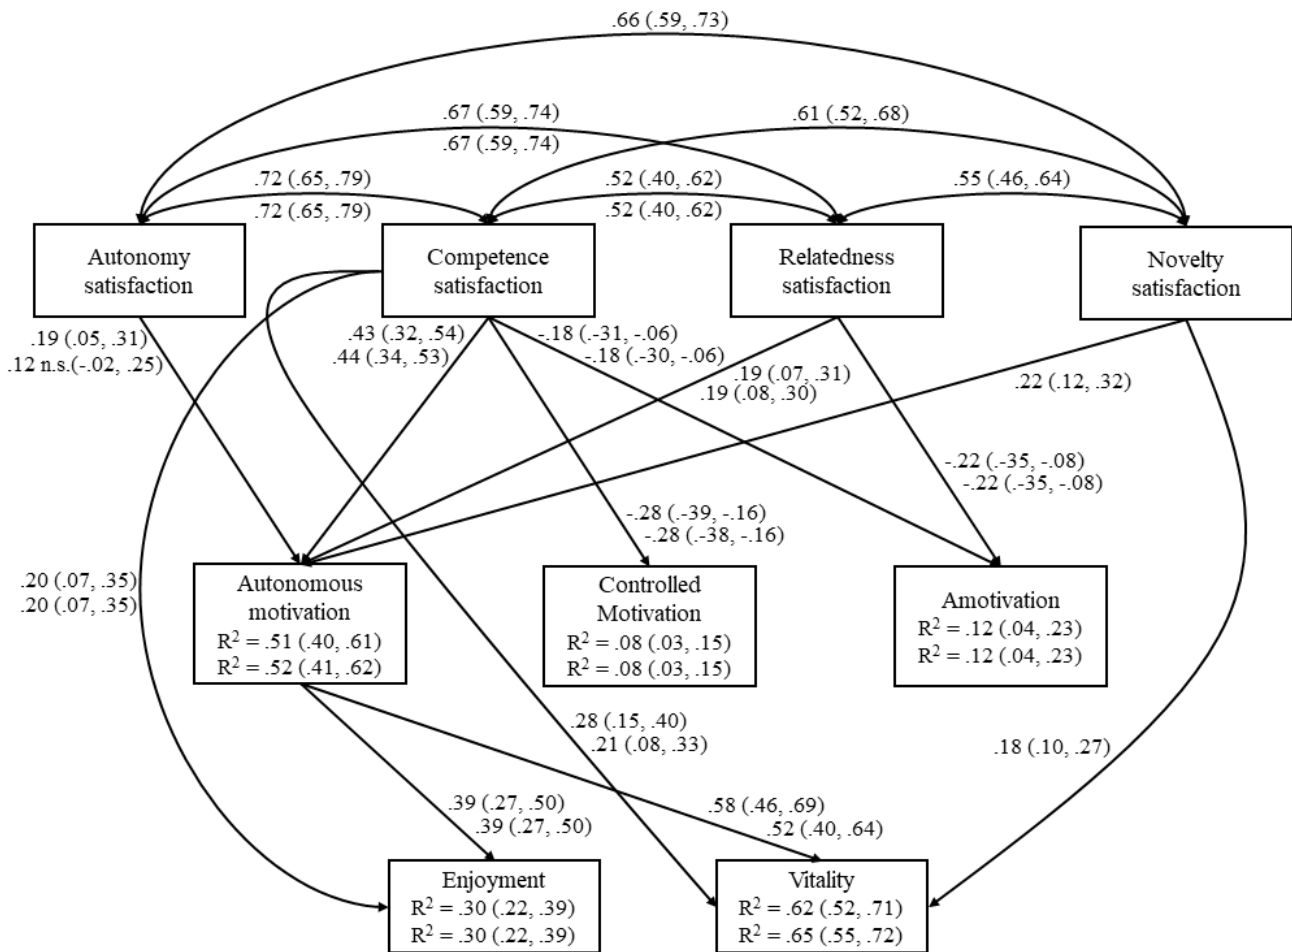 .66 (.59, .73)
.67 (.59, .74)
.67 (.59, .74)
.61 (.52, .68)
.72 (.65, .79)
.72 (.65, .79)
.52 (.40, .62)
.52 (.40, .62)
.55 (.46, .64)
Autonomy
satisfaction
Competence
satisfaction
Relatedness
satisfaction
Novelty
satisfaction
.19 (.05, .31)
.12 n.s.(-.02, .25)
.43 (.32, .54)
.44 (.34, .53)
-.18 (-.31, -.06)
-.18 (-.30, -.06)
.19 (.07, .31)
.19 (.08, .30)
.22 (.12, .32)
-.22 (.-35, -.08)
-.22 (.-35, -.08)
-.28 (-.39, -.16)
-.28 (-.38, -.16)
.20 (.07, .35)
.20 (.07, .35)
Autonomous
motivation
R² = .51 (.40, .61)
R² = .52 (.41, .62)
Controlled
Motivation
R² = .08 (.03, .15)
R² = .08 (.03, .15)
Amotivation
R² = .12 (.04, .23)
R² = .12 (.04, .23)
.28 (.15, .40)
.21 (.08, .33)
.18 (.10, .27)
.39 (.27, .50)
.39 (.27, .50)
.58 (.46, .69)
.52 (.40, .64)
Enjoyment
R² = .30 (.22, .39)
R² = .30 (.22, .39)
Vitality
R² = .62 (.52, .71)
R² = .65 (.55, .72)